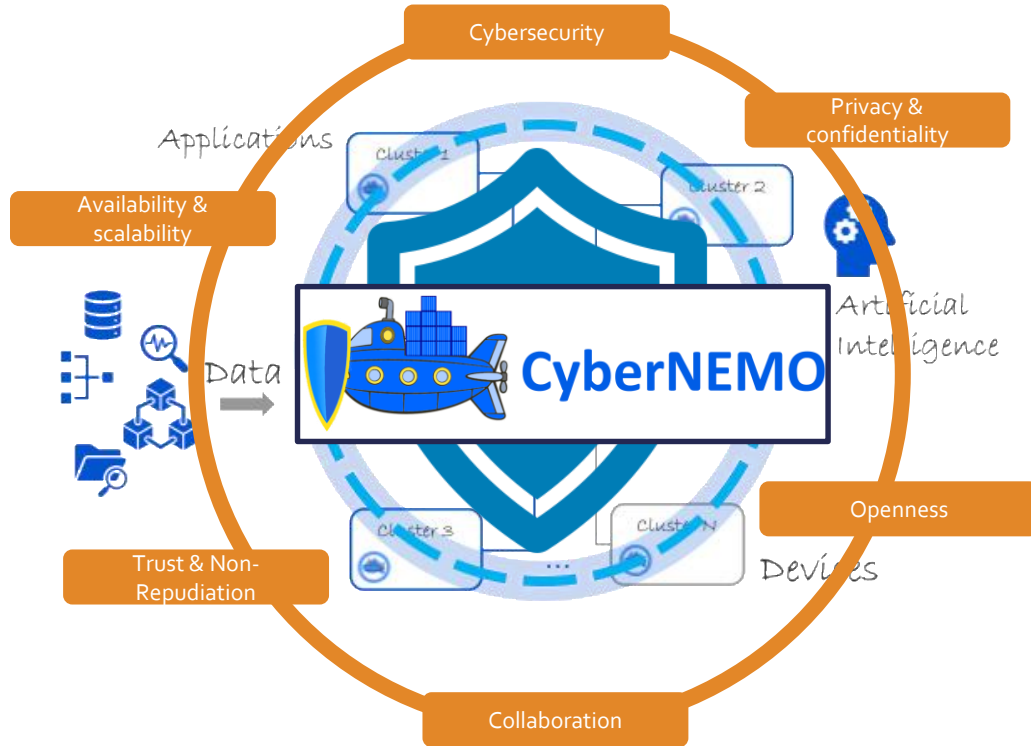 Cybersecurity
Privacy &
confidentiality
Applications
Cluster 1
Cluster 2
Availability &
scalability
Artificial
Intelligence
Data
CyberNEMO
Openness
Cluster 3
...
Cluster N
Devices
Trust & Non-
Repudiation
Collaboration